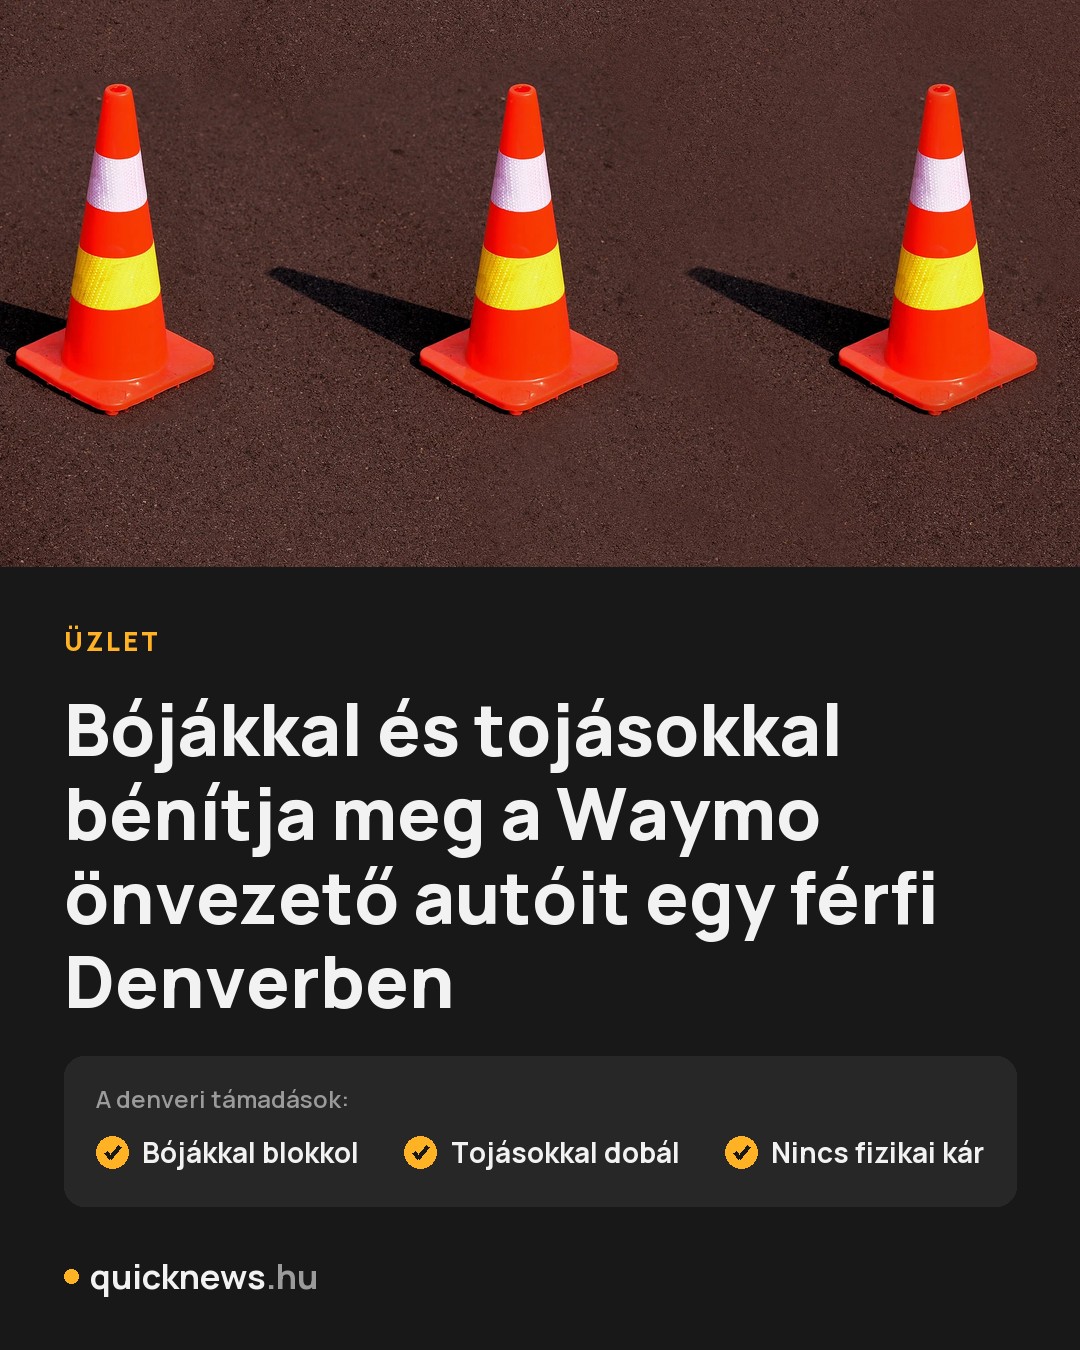 ÜZLET
Bójákkal és tojásokkal
bénítja meg a Waymo
önvezető autóit egy férfi
Denverben
A denveri támadások:
Bójákkal blokkol Tojásokkal dobál Nincs fizikai kár
quicknews.hu